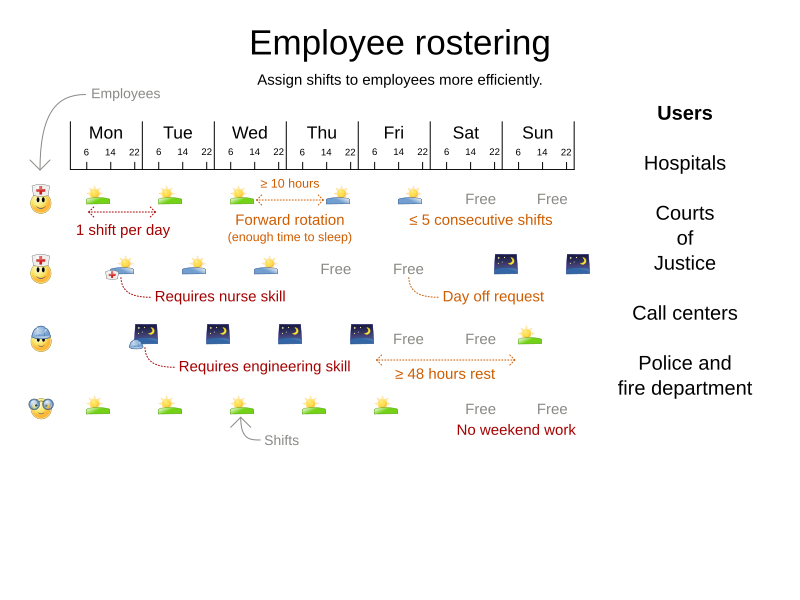 Employee rostering
Assign shifts to employees more efficiently.
Employees
Mon Tue Wed Thu Fri Sat Sun
6 14 22 6 14 22 6 14 22 6 14 22 6 14 22 6 14 22 6 14 22
≥ 10 hours
Free Free
1 shift per day
Forward rotation
(enough time to sleep)
≤ 5 consecutive shifts
Free Free
Requires nurse skill
Day off request
Free Free
Requires engineering skill
≥ 48 hours rest
Free Free
No weekend work
Shifts
Users
Hospitals
Courts
of
Justice
Call centers
Police and
fire department